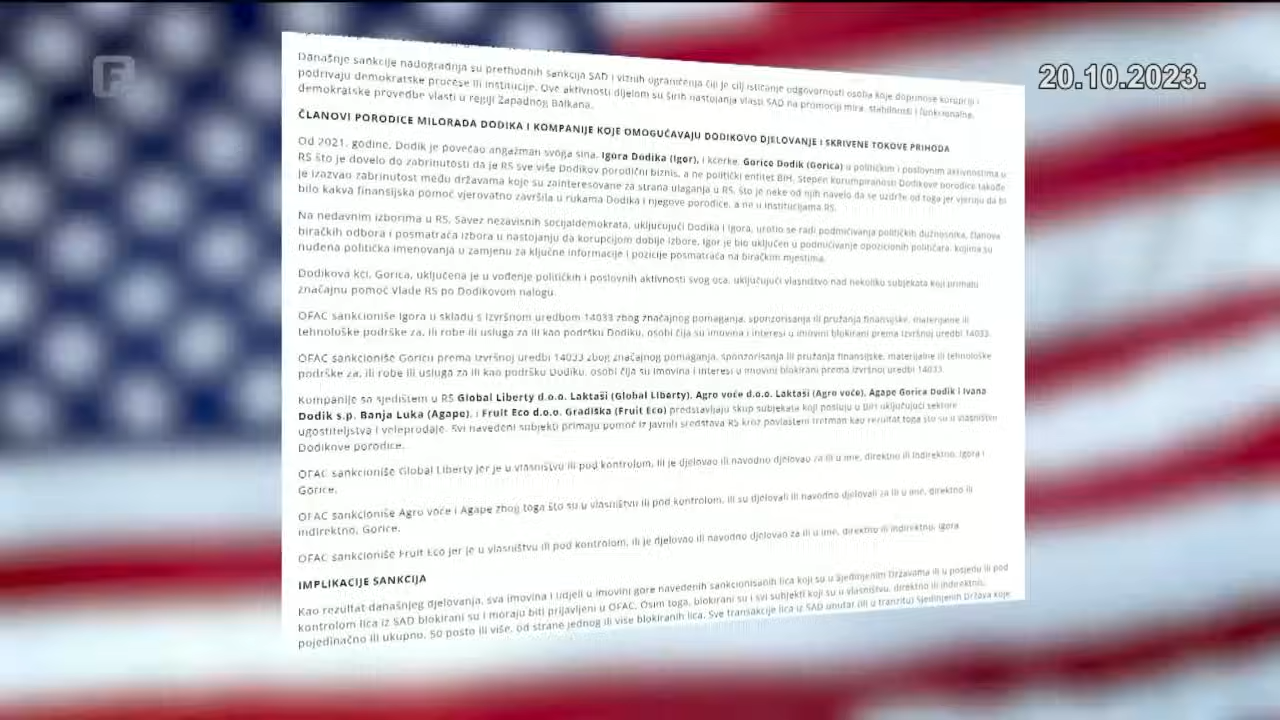 F
20.10.2023.
Današnje sankcije nadogradnja su prethodnih sankcija SAD i viznih ograničenja čiji je cilj isticanje odgovornosti osoba koje doprinose korupciji i
podrivaju demokratske procese ili institucije. Ove aktivnosti dijelom su širih nastojanja vlasti SAD na promociji mira, stabilnosti i funkcionalne,
demokratske provedbe vlasti u regiji Zapadnog Balkana.
ČLANOVI PORODICE MILORADA DODIKA I KOMPANIJE KOJE OMOGUĆAVAJU DODIKOVO DJELOVANJE I SKRIVENE TOKOVE PRIHODA
Od 2021. godine, Dodik je povećao angažman svoga sina, Igora Dodika (Igor), i kćerke, Gorice Dodik (Gorica) u političkim i poslovnim aktivnostima u
RS što je dovelo do zabrinutosti da je RS sve više Dodikov porodični biznis, a ne politički entitet BiH. Stepen korumpiranosti Dodikove porodice takođe
je izazvao zabrinutost među državama koje su zainteresovane za strana ulaganja u RS, što je neke od njih navelo da se uzdrže od toga jer vjeruju da bi
bilo kakva finansijska pomoć vjerovatno završila u rukama Dodika i njegove porodice, a ne u institucijama RS.
Na nedavnim izborima u RS, Savez nezavisnih socijaldemokrata, uključujući Dodika i Igora, urotio se radi podmićivanja političkih dužnosnika, članova
biračkih odbora i posmatrača izbora u nastojanju da korupcijom dobije izbore. Igor je bio uključen u podmićivanje opozicionih političara, kojima su
nuđena politička imenovanja u zamjenu za ključne informacije i pozicije posmatrača na biračkim mjestima.
Dodikova kći, Gorica, uključena je u vođenje političkih i poslovnih aktivnosti svog oca, uključujući vlasništvo nad nekoliko subjekata koji primaju
značajnu pomoć Vlade RS po Dodikovom nalogu.
OFAC sankcioniše Igora u skladu s Izvršnom uredbom 14033 zbog značajnog pomaganja, sponzorisanja ili pružanja finansijske, materijalne ili
tehnološke podrške za, ili robe ili usluga za ili kao podršku Dodiku, osobi čija su imovina i interesi u imovini blokirani prema Izvršnoj uredbi 14033.
OFAC sankcioniše Goricu prema Izvršnoj uredbi 14033 zbog značajnog pomaganja, sponzorisanja ili pružanja finansijske, materijalne ili tehnološke
podrške za, ili robe ili usluga za ili kao podršku Dodiku, osobi čija su imovina i interesi u imovini blokirani prema Izvršnoj uredbi 14033.
Kompanije sa sjedištem u RS Global Liberty d.o.o. Laktaši (Global Liberty), Agro voće d.o.o. Laktaši (Agro voće), Agape Gorica Dodik i Ivana
Dodik s.p. Banja Luka (Agape), i Fruit Eco d.o.o. Gradiška (Fruit Eco) predstavljaju skup subjekata koji posluju u BiH uključujući sektore
ugostiteljstva i veleprodaje. Svi navedeni subjekti primaju pomoć iz javnih sredstava RS kroz povlašteni tretman kao rezultat toga što su u vlasništvu
Dodikove porodice.
OFAC sankcioniše Global Liberty jer je u vlasništvu ili pod kontrolom, ili je djelovao ili navodno djelovao za ili u ime, direktno ili indirektno, Igora i
Gorice.
OFAC sankcioniše Agro voće i Agape zbog toga što su u vlasništvu ili pod kontrolom, ili su djelovali ili navodno djelovali za ili u ime, direktno ili
indirektno, Gorice.
OFAC sankcioniše Fruit Eco jer je u vlasništvu ili pod kontrolom, ili je djelovao ili navodno djelovao za ili u ime, direktno ili indirektno, Igora
IMPLIKACIJE SANKCIJA
Kao rezultat današnjeg djelovanja, sva imovina i udjeli u imovini gore navedenih sankcionisanih lica koji su u Sjedinjenim Državama ili u posjedu ili pod
kontrolom lica iz SAD blokirani su i moraju biti prijavljeni u OFAC. Osim toga, blokirani su i svi subjekti koji su u vlasništvu, direktno ili indirektno,
pojedinačno ili ukupno, 50 posto ili više, od strane jednog ili više blokiranih lica. Sve transakcije lica iz SAD unutar (ili u tranzitu) Sjedinjenih Država koje